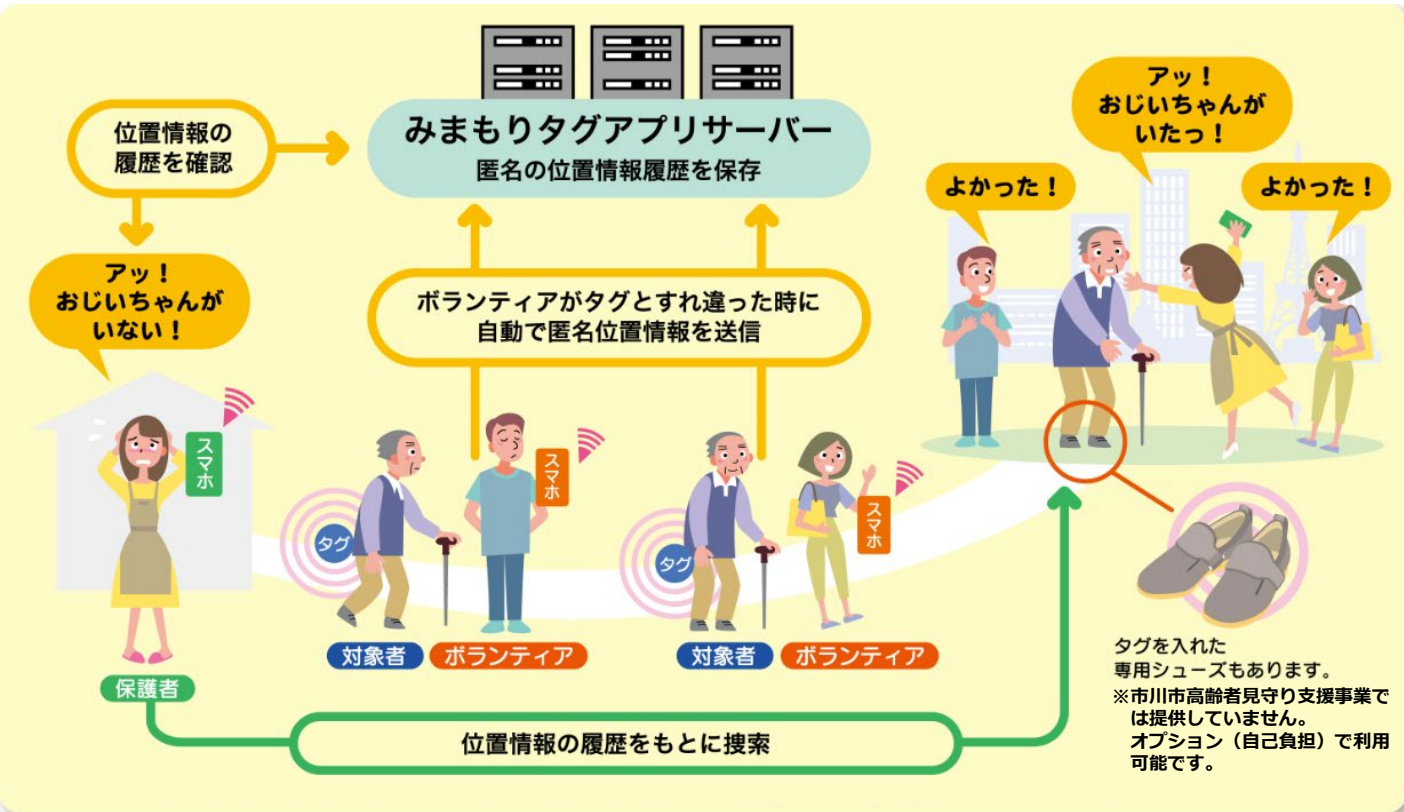 みまもりタグアプリサーバー
匿名の位置情報履歴を保存
位置情報の
履歴を確認
アッ！
おじいちゃんが
いない！
ボランティアがタグとすれ違った時に
自動で匿名位置情報を送信
アッ！
おじいちゃんが
いたっ！
よかった！
よかった！
スマホ
タグ
スマホ
タグ
スマホ
対象者
ボランティア
対象者
ボランティア
保護者
位置情報の履歴をもとに捜索
タグを入れた
専用シューズもあります。
※市川市高齢者見守り支援事業で
は提供していません。
オプション（自己負担）で利用
可能です。